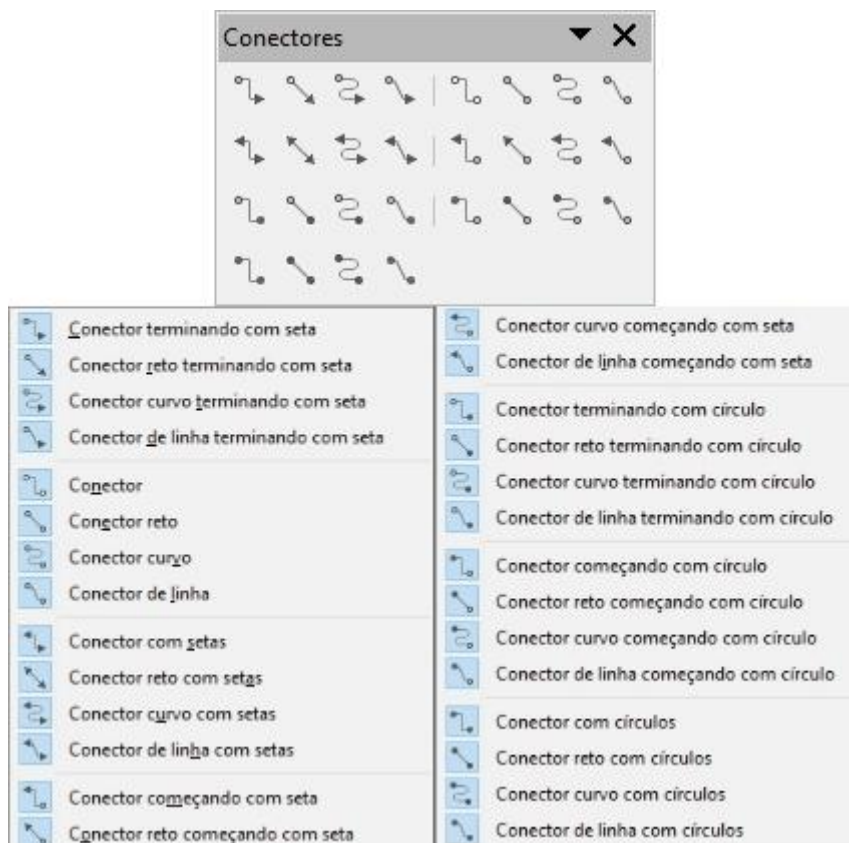 Conectores
Conector terminando com seta
Conector reto terminando com seta
Conector curvo terminando com seta
Conector de linha terminando com seta
Conector
Conector reto
Conector curvo
Conector de linha
Conector com setas
Conector reto com setas
Conector curvo com setas
Conector de linha com setas
Conector começando com seta
Conector reto começando com seta
Conector curvo começando com seta
Conector de linha começando com seta
Conector terminando com círculo
Conector reto terminando com círculo
Conector curvo terminando com círculo
Conector de linha terminando com círculo
Conector começando com círculo
Conector reto começando com círculo
Conector curvo começando com círculo
Conector de linha começando com círculo
Conector com círculos
Conector reto com círculos
Conector curvo com círculos
Conector de linha com círculos